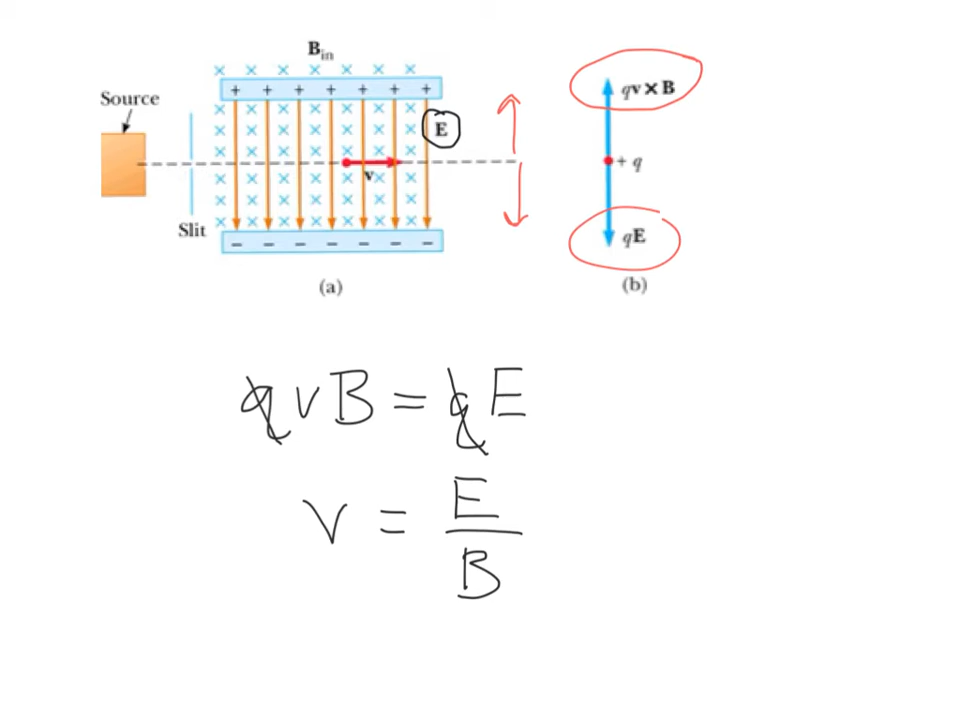 B_in
Source
+ + + + + + +
E
v
Slit
− − − − − − −
(a)
qv × B
+ q
qE
(b)
qvB = qE
v = E/B